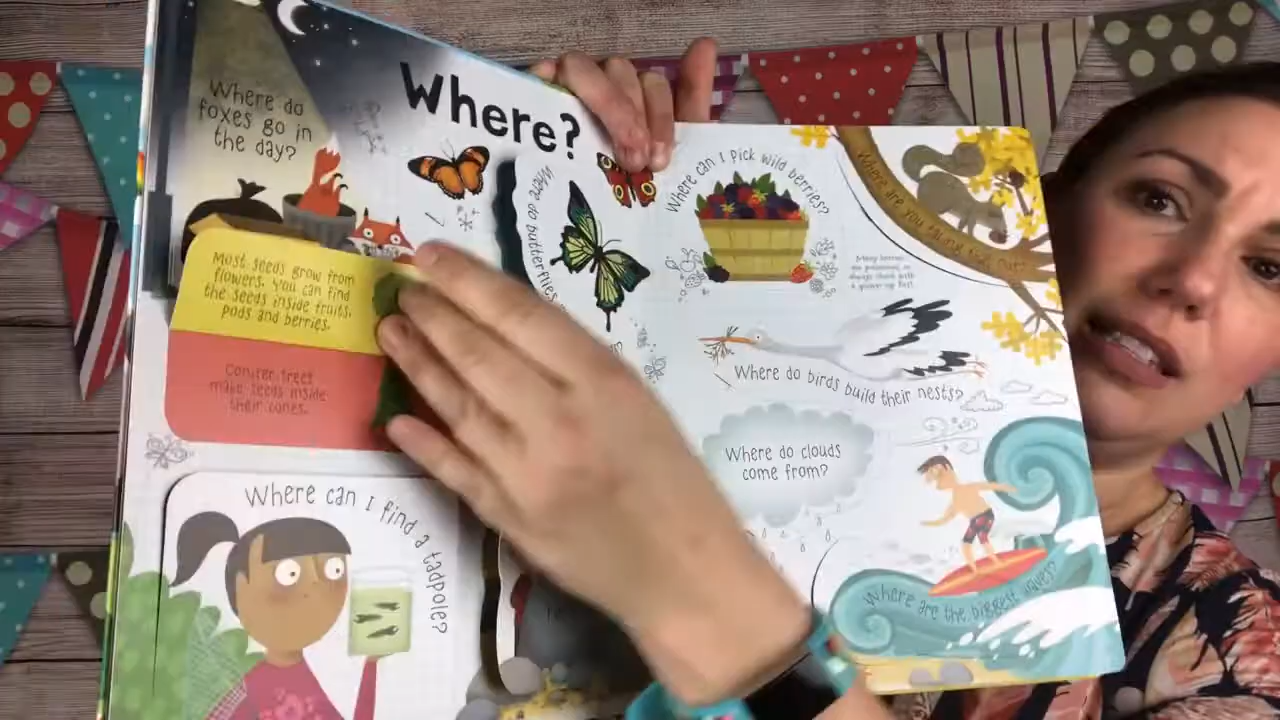 Where?
Where do
foxes go in
the day?
Most seeds grow from
flowers. You can find
the seeds inside fruits,
pods and berries.
Conifer trees
make seeds inside
their cones.
Where can I find a tadpole?
Where do butterflies
Where can I pick wild berries?
Where are you
Where do birds build their nests?
Where do clouds
come from?
Where are the biggest waves?